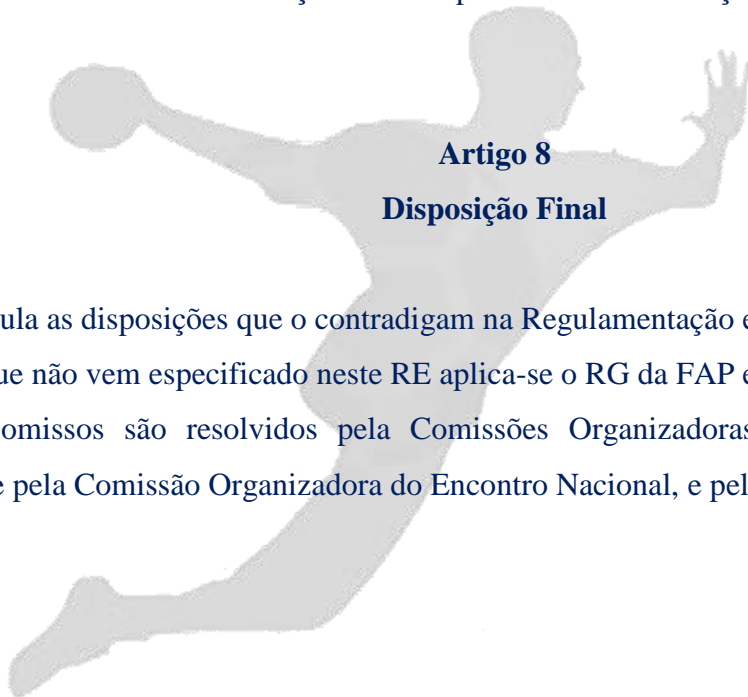 Artigo 8
Disposição Final
ula as disposições que o contradigam na Regulamentação e
ue não vem especificado neste RE aplica-se o RG da FAP e
omissos são resolvidos pela Comissões Organizadoras
e pela Comissão Organizadora do Encontro Nacional, e pel